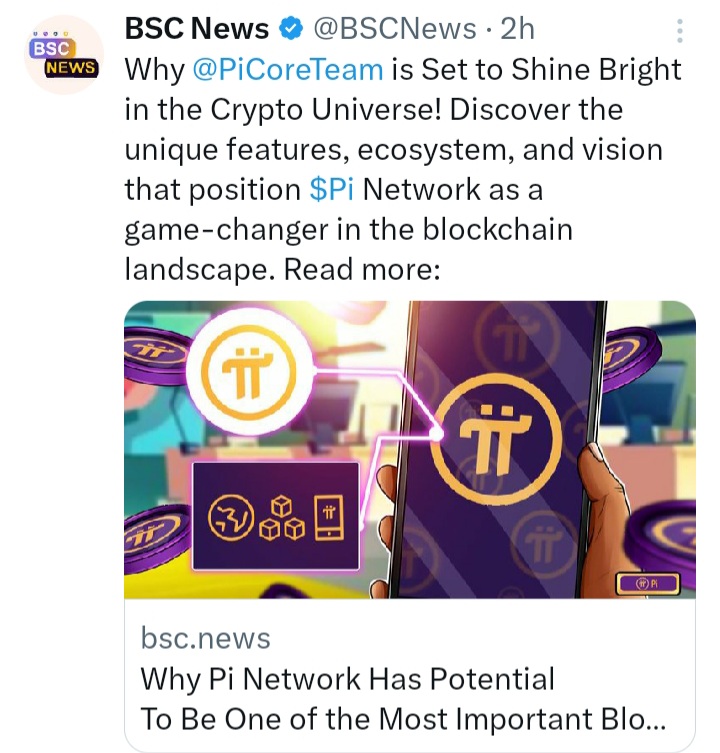 BSC News @BSCNews · 2h
BSC
NEWS
Why @PiCoreTeam is Set to Shine Bright
in the Crypto Universe! Discover the
unique features, ecosystem, and vision
that position $Pi Network as a
game-changer in the blockchain
landscape. Read more:
Pi
bsc.news
Why Pi Network Has Potential
To Be One of the Most Important Blo...